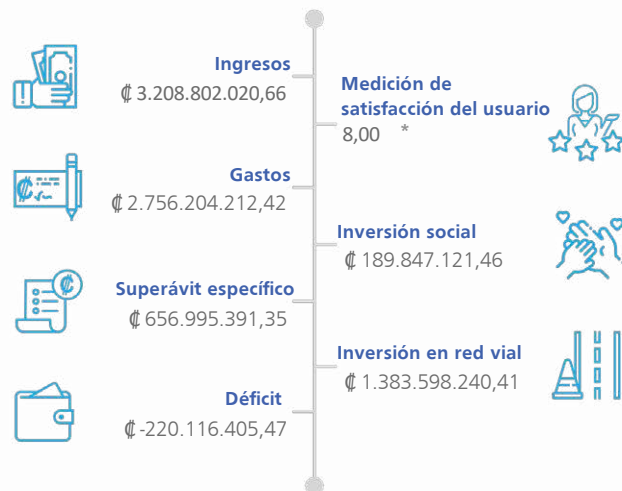 Ingresos
₡ 3.208.802.020,66
Medición de
satisfacción del usuario
8,00 *
Gastos
₡ 2.756.204.212,42
Inversión social
₡ 189.847.121,46
Superávit específico
₡ 656.995.391,35
Inversión en red vial
₡ 1.383.598.240,41
Déficit
₡ -220.116.405,47